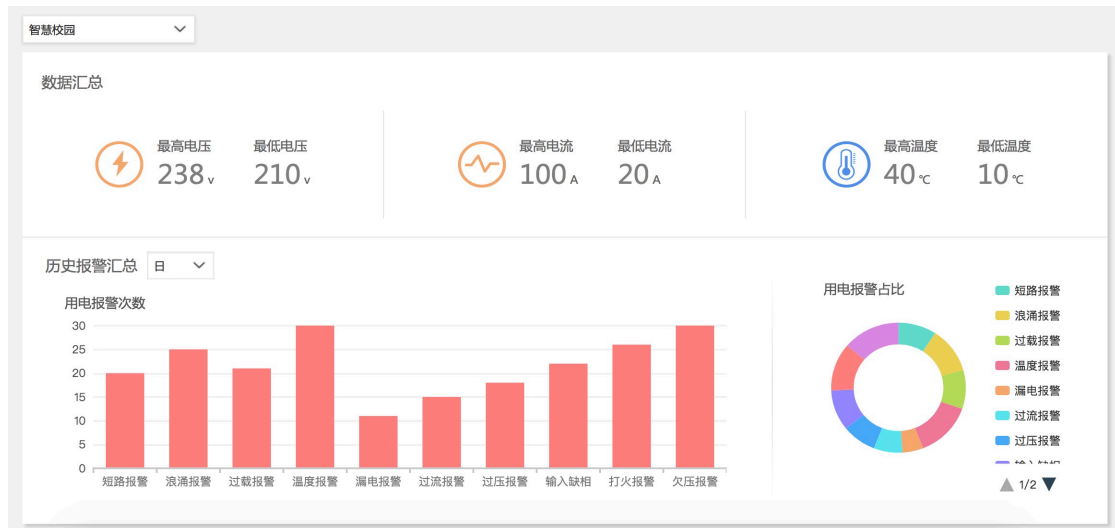 智慧校园
数据汇总
最高电压 最低电压
238 v 210 v
最高电流 最低电流
100 A 20 A
最高温度 最低温度
40 ℃ 10 ℃
历史报警汇总 日
用电报警次数
30
25
20
15
10
5
0
短路报警 浪涌报警 过载报警 温度报警 漏电报警 过流报警 过压报警 输入缺相 打火报警 欠压报警
用电报警占比
短路报警
浪涌报警
过载报警
温度报警
漏电报警
过流报警
过压报警
1/2